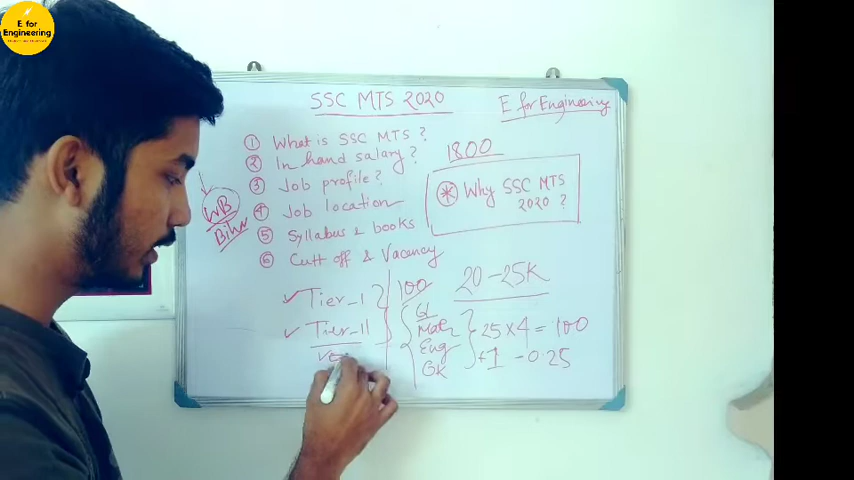 E for
Engineering
SSC MTS 2020
E for Engineering
① What is SSC MTS ?
② In hand salary ?
③ Job profile ?
④ Job location
⑤ Syllabus & books
⑥ Cutt off & Vacancy
1800
Why SSC MTS
2020 ?
WB
Bihar
20-25K
✓ Tier-I
✓ Tier-II
100
GI
Math
Eng
GK
25 × 4 = 100
+1 -0.25